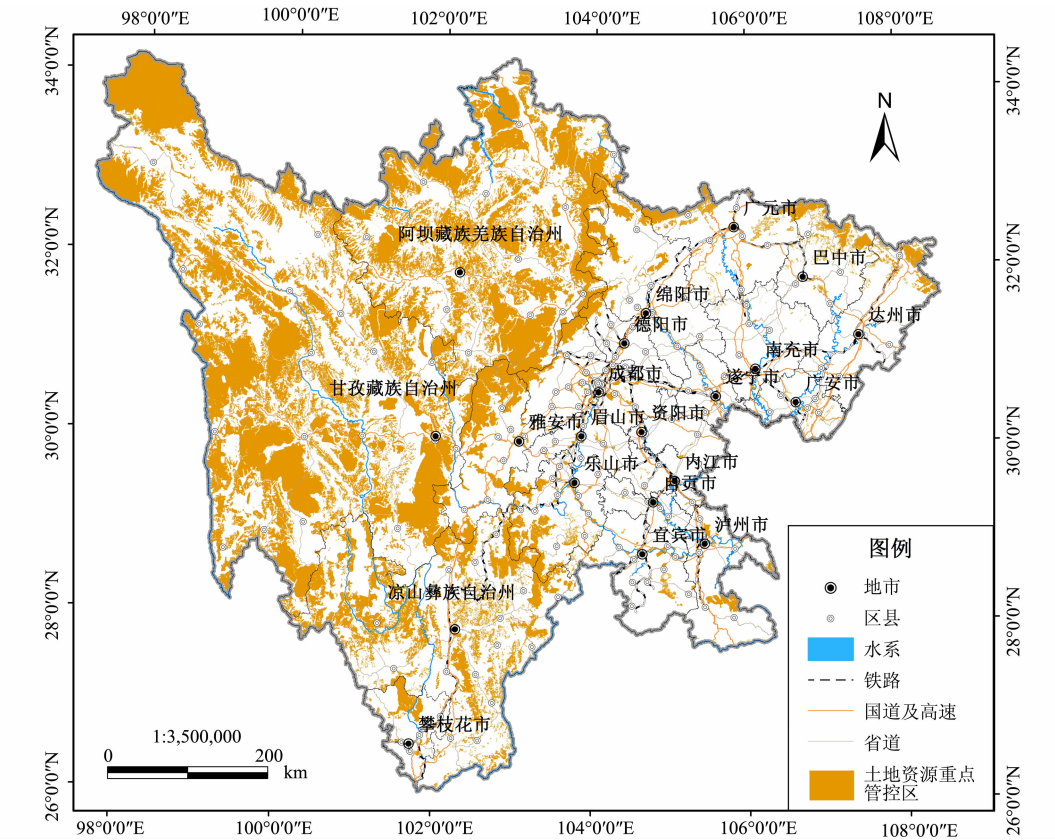 98°0′0″E 100°0′0″E 102°0′0″E 104°0′0″E 106°0′0″E 108°0′0″E
34°0′0″N
34°0′0″N
N
广元市
阿坝藏族羌族自治州
32°0′0″N
32°0′0″N
巴中市
绵阳市
达州市
德阳市
南充市
成都市
遂宁市
广安市
甘孜藏族自治州
30°0′0″N
30°0′0″N
雅安市
眉山市
资阳市
乐山市
内江市
自贡市
泸州市
宜宾市
图例
地市
凉山彝族自治州
28°0′0″N
28°0′0″N
区县
水系
铁路
国道及高速
攀枝花市
省道
1:3,500,000
0 200
km
土地资源重点
管控区
26°0′0″N
26°0′0″N
98°0′0″E 100°0′0″E 102°0′0″E 104°0′0″E 106°0′0″E 108°0′0″E